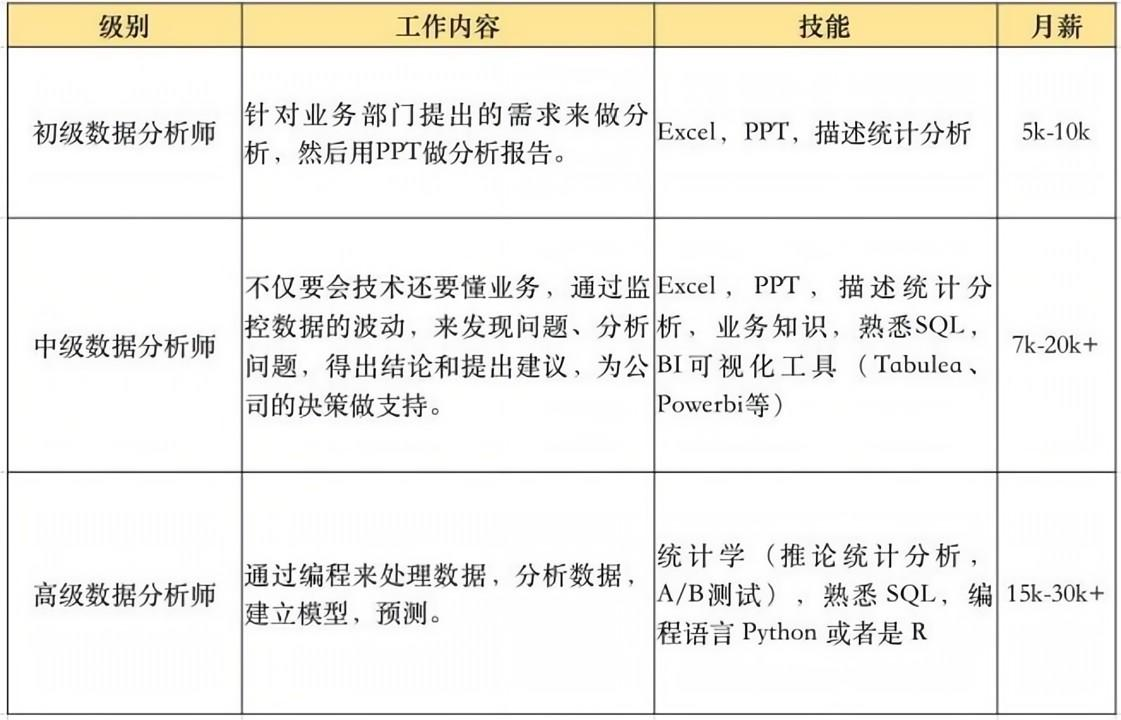 级别 工作内容 技能 月薪
初级数据分析师
针对业务部门提出的需求来做分
析，然后用PPT做分析报告。
Excel，PPT，描述统计分析
5k-10k
中级数据分析师
不仅要会技术还要懂业务，通过监
控数据的波动，来发现问题、分析
问题，得出结论和提出建议，为公
司的决策做支持。
Excel，PPT，描述统计分
析，业务知识，熟悉SQL，
BI可视化工具（Tabulea、
Powerbi等）
7k-20k+
高级数据分析师
通过编程来处理数据，分析数据，
建立模型，预测。
统计学（推论统计分析，
A/B测试），熟悉 SQL，编
程语言 Python 或者是 R
15k-30k+